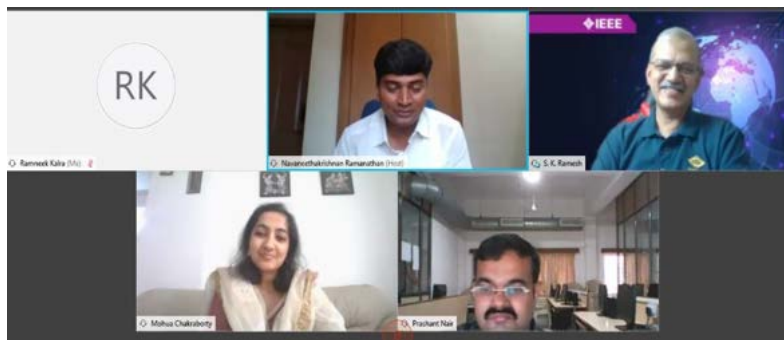 RK
IEEE
Ramneek Kalra (Me)
Navaneethakrishnan Ramanathan (Host)
S. K. Ramesh
Mohua Chakraborty
Prashant Nair